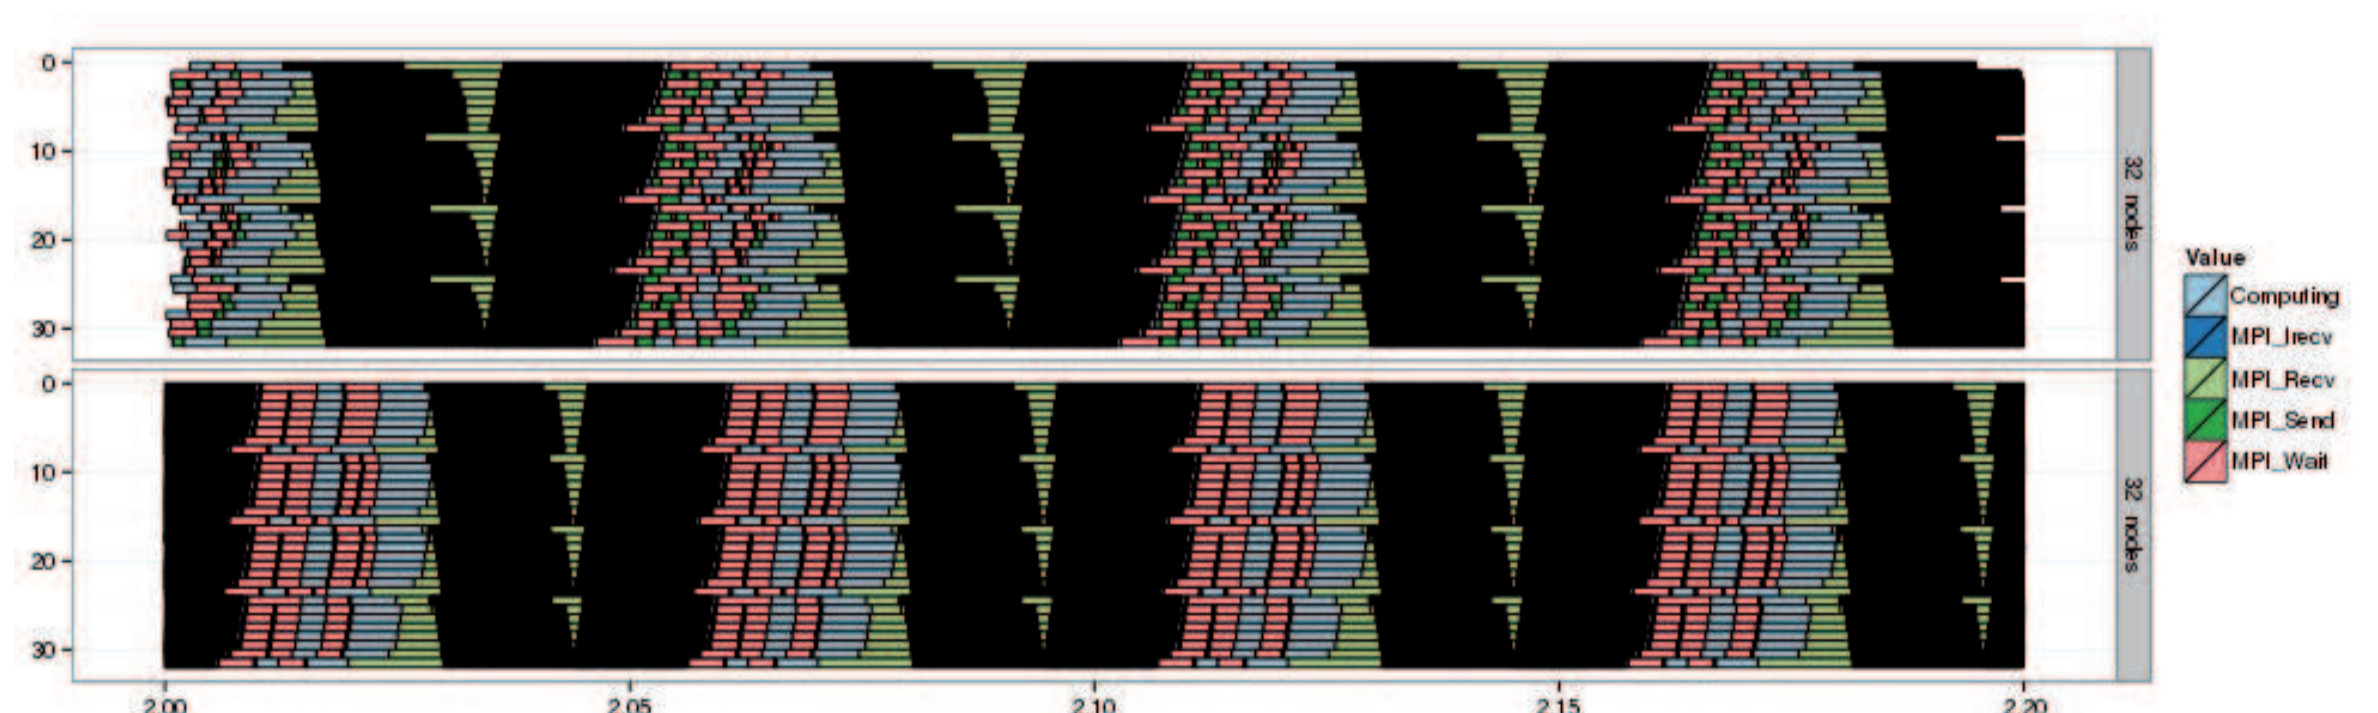 0
10
20
30
32 nodes
0
10
20
30
32 nodes
2.00
2.05
2.10
2.15
2.20
Value
Computing
MPI_Irecv
MPI_Recv
MPI_Send
MPI_Wait